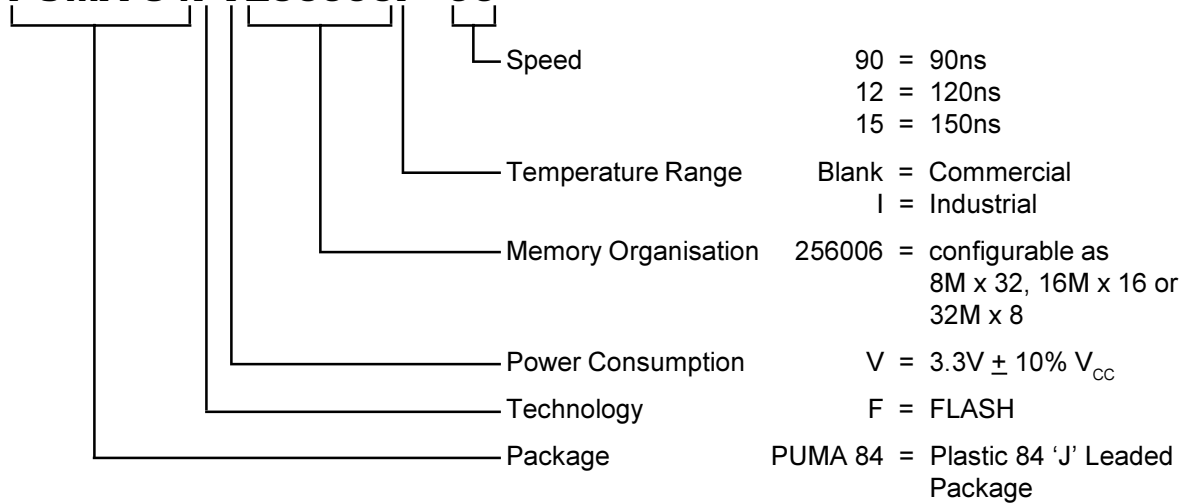 Speed 90 = 90ns
12 = 120ns
15 = 150ns
Temperature Range Blank = Commercial
I = Industrial
Memory Organisation 256006 = configurable as
8M x 32, 16M x 16 or
32M x 8
Power Consumption V = 3.3V ± 10% VCC
Technology F = FLASH
Package PUMA 84 = Plastic 84 ‘J’ Leaded
Package